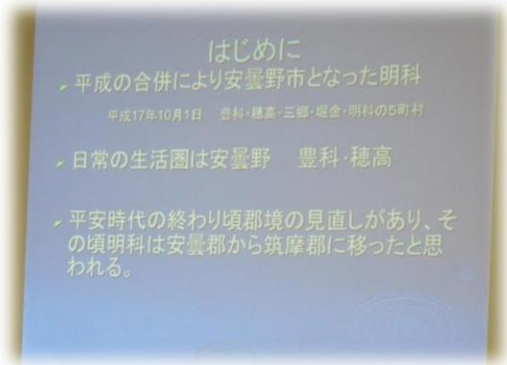 はじめに
平成の合併により安曇野市となった明科
平成17年10月1日 豊科・穂高・三郷・堀金・明科の5町村
日常の生活圏は安曇野 豊科・穂高
平安時代の終わり頃郡境の見直しがあり、そ
の頃明科は安曇郡から筑摩郡に移ったと思
われる。